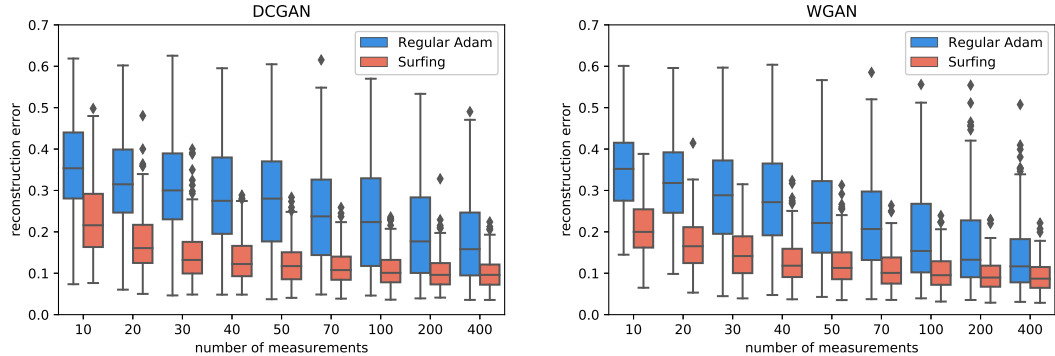 DCGAN
0.7
0.6
0.5
0.4
0.3
0.2
0.1
0.0
reconstruction error
Regular Adam
Surfing
10 20 30 40 50 70 100 200 400
number of measurements
WGAN
0.7
0.6
0.5
0.4
0.3
0.2
0.1
0.0
reconstruction error
Regular Adam
Surfing
10 20 30 40 50 70 100 200 400
number of measurements